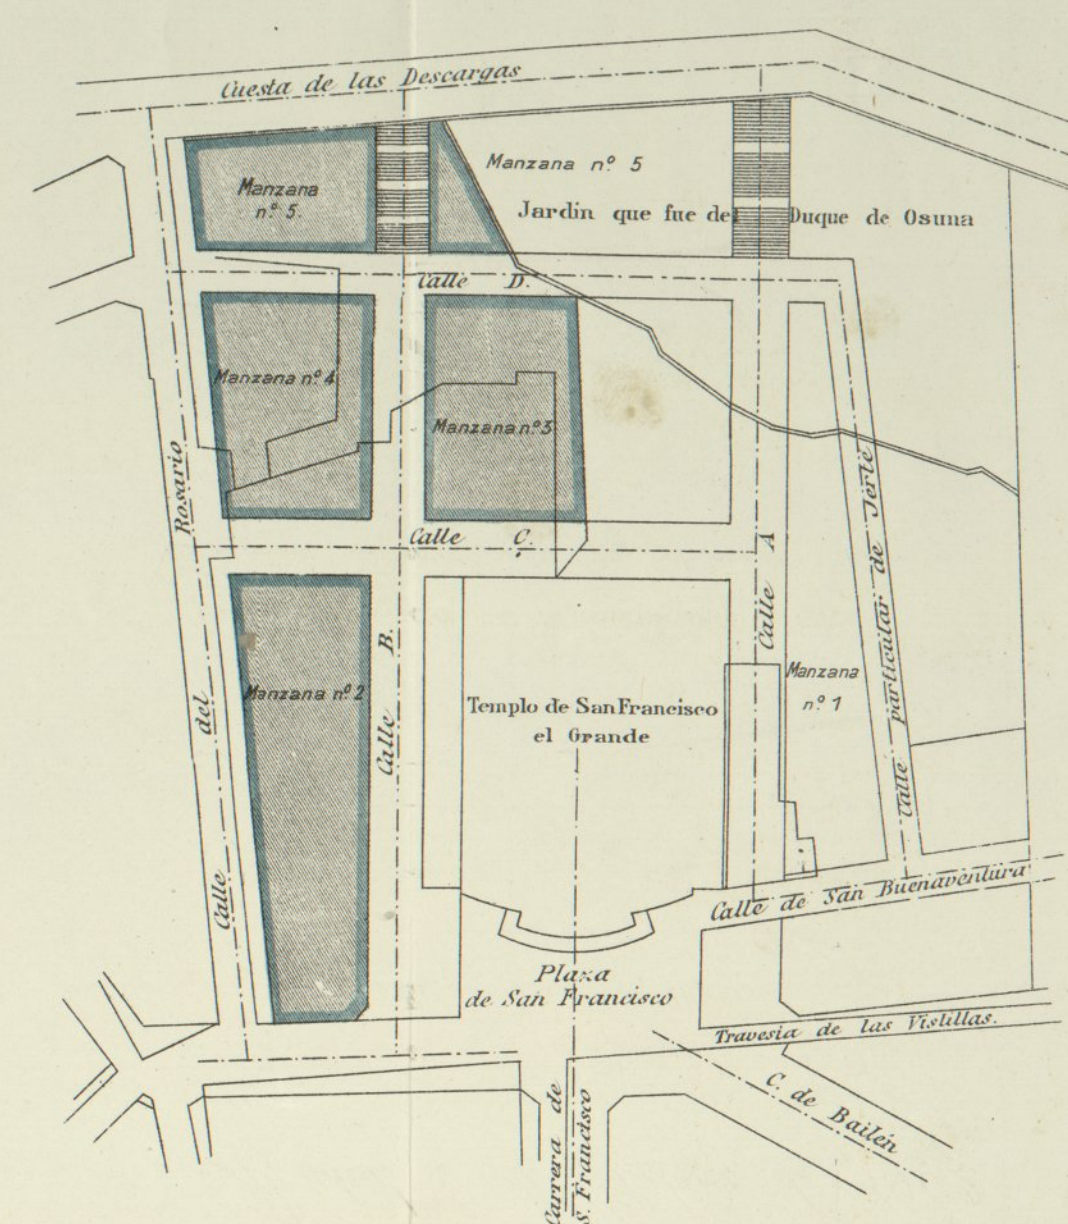 Cuesta de las Descargas
Manzana
nº 5.
Manzana nº 5
Jardin que fue del Duque de Osuna
Calle D.
Manzana nº 4
Manzana nº 3
Calle del Rosario
Calle C.
Calle A
Calle particular de Jerte
Calle B.
Manzana nº 2
Templo de San Francisco
el Grande
Manzana
nº 1
Calle de San Buenaventura
Plaza
de San Francisco
Travesia de las Vistillas.
C. de Bailén
Carrera de
S. Francisco